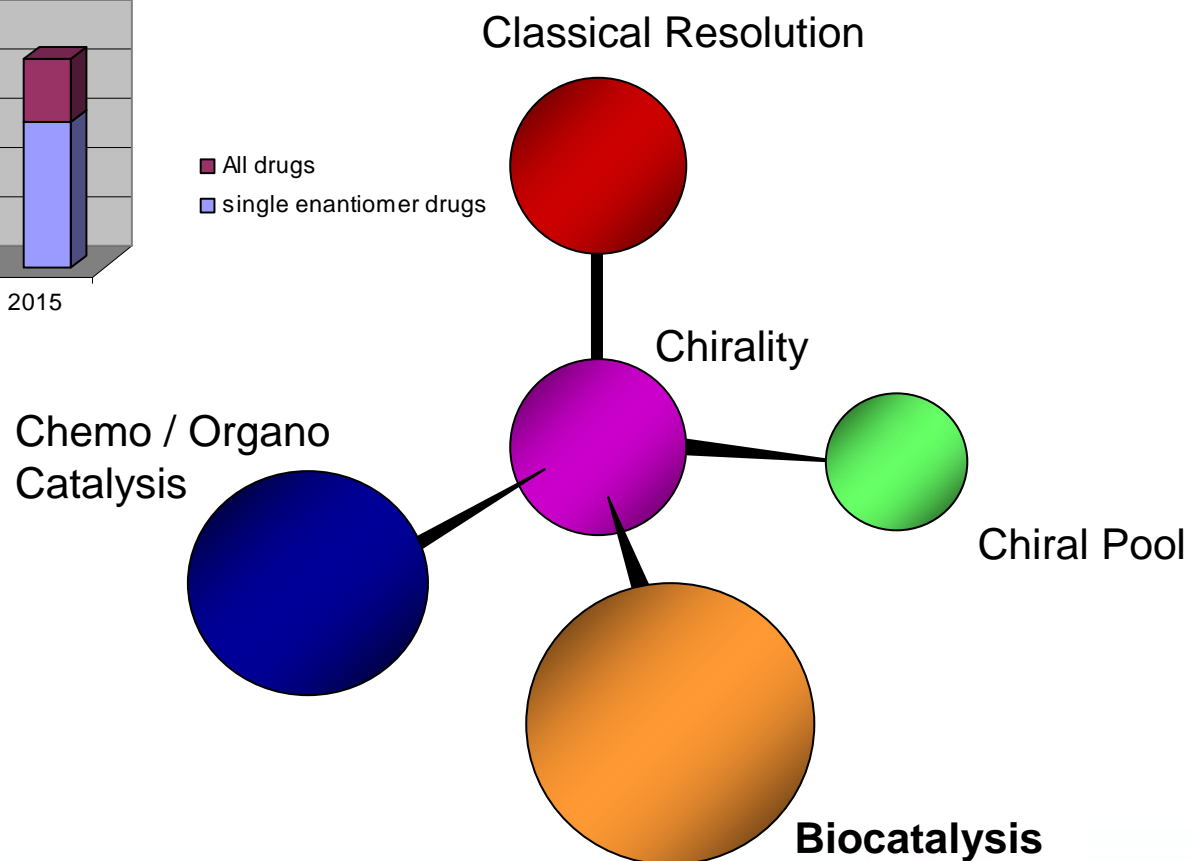 Classical Resolution
All drugs
single enantiomer drugs
2015
Chirality
Chemo / Organo
Catalysis
Chiral Pool
Biocatalysis